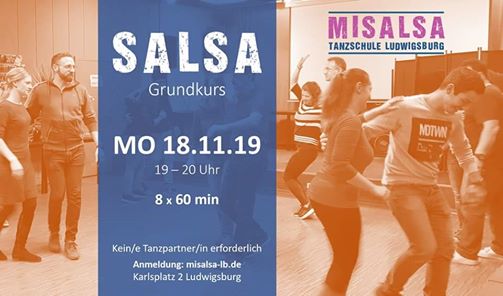 SALSA
Grundkurs
MO 18.11.19
19 – 20 Uhr
8 x 60 min
Kein/e Tanzpartner/in erforderlich
Anmeldung: misalsa-lb.de
Karlsplatz 2 Ludwigsburg
MISALSA
TANZSCHULE LUDWIGSBURG
NDTWN